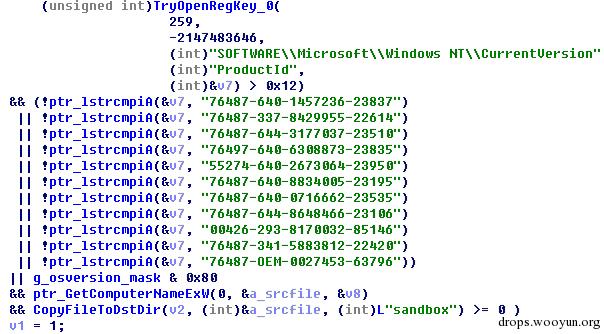 (unsigned int)TryOpenRegKey_0(
259,
-2147483646,
(int)"SOFTWARE\\Microsoft\\Windows NT\\CurrentVersion"
(int)"ProductId",
(int)&v7) > 0x12)
&& (!ptr_lstrcmpiA(&v7, "76487-640-1457236-23837")
|| !ptr_lstrcmpiA(&v7, "76487-337-8429955-22614")
|| !ptr_lstrcmpiA(&v7, "76487-644-3177037-23510")
|| !ptr_lstrcmpiA(&v7, "76497-640-6308873-23835")
|| !ptr_lstrcmpiA(&v7, "55274-640-2673064-23950")
|| !ptr_lstrcmpiA(&v7, "76487-640-8834005-23195")
|| !ptr_lstrcmpiA(&v7, "76487-640-0716662-23535")
|| !ptr_lstrcmpiA(&v7, "76487-644-8648466-23106")
|| !ptr_lstrcmpiA(&v7, "00426-293-8170032-85146")
|| !ptr_lstrcmpiA(&v7, "76487-341-5883812-22420")
|| !ptr_lstrcmpiA(&v7, "76487-OEM-0027453-63796"))
|| g_osversion_mask & 0x80
&& ptr_GetComputerNameExW(0, &a_srcfile, &v8)
&& CopyFileToDstDir(v2, (int)&a_srcfile, (int)L"sandbox") >= 0 )
v1 = 1;
drops.wooyun.org